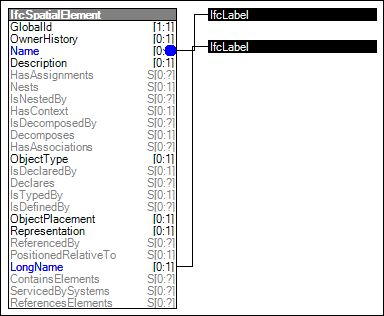 IfcSpatialElement
GlobalId [1:1]
OwnerHistory [0:1]
Name [0:
Description [0:1]
HasAssignments S[0:?]
Nests S[0:1]
IsNestedBy S[0:?]
HasContext S[0:1]
IsDecomposedBy S[0:?]
Decomposes S[0:1]
HasAssociations S[0:?]
ObjectType [0:1]
IsDeclaredBy S[0:1]
Declares S[0:?]
IsTypedBy S[0:1]
IsDefinedBy S[0:?]
ObjectPlacement [0:1]
Representation [0:1]
ReferencedBy S[0:?]
PositionedRelativeTo S[0:1]
LongName [0:1]
ContainsElements S[0:?]
ServicedBySystems S[0:?]
ReferencesElements S[0:?]
IfcLabel
IfcLabel